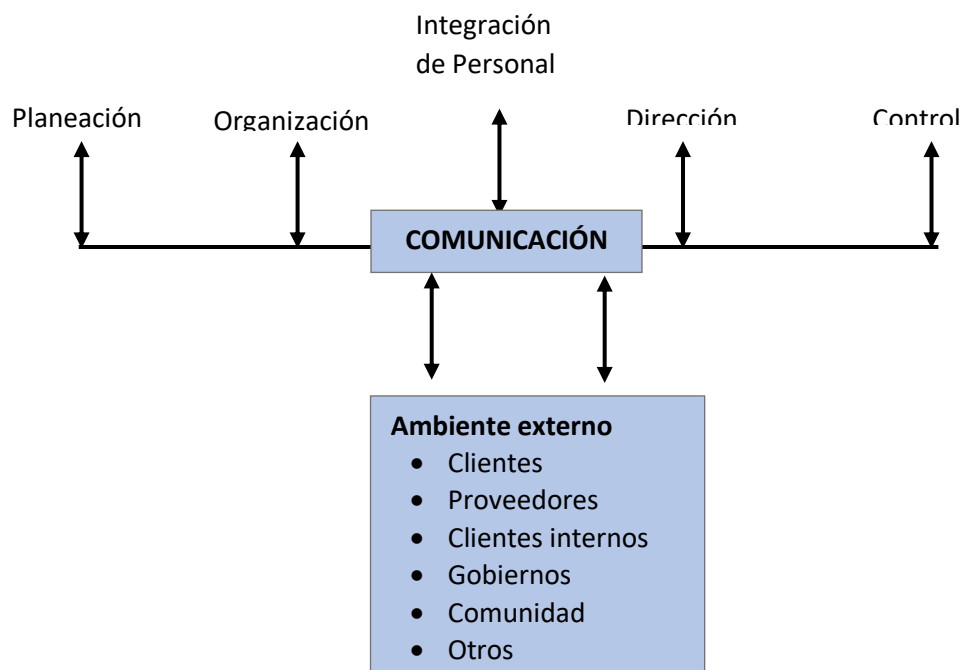 Integración
de Personal
Planeación
Organización
Dirección
Control
COMUNICACIÓN
Ambiente externo
• Clientes
• Proveedores
• Clientes internos
• Gobiernos
• Comunidad
• Otros